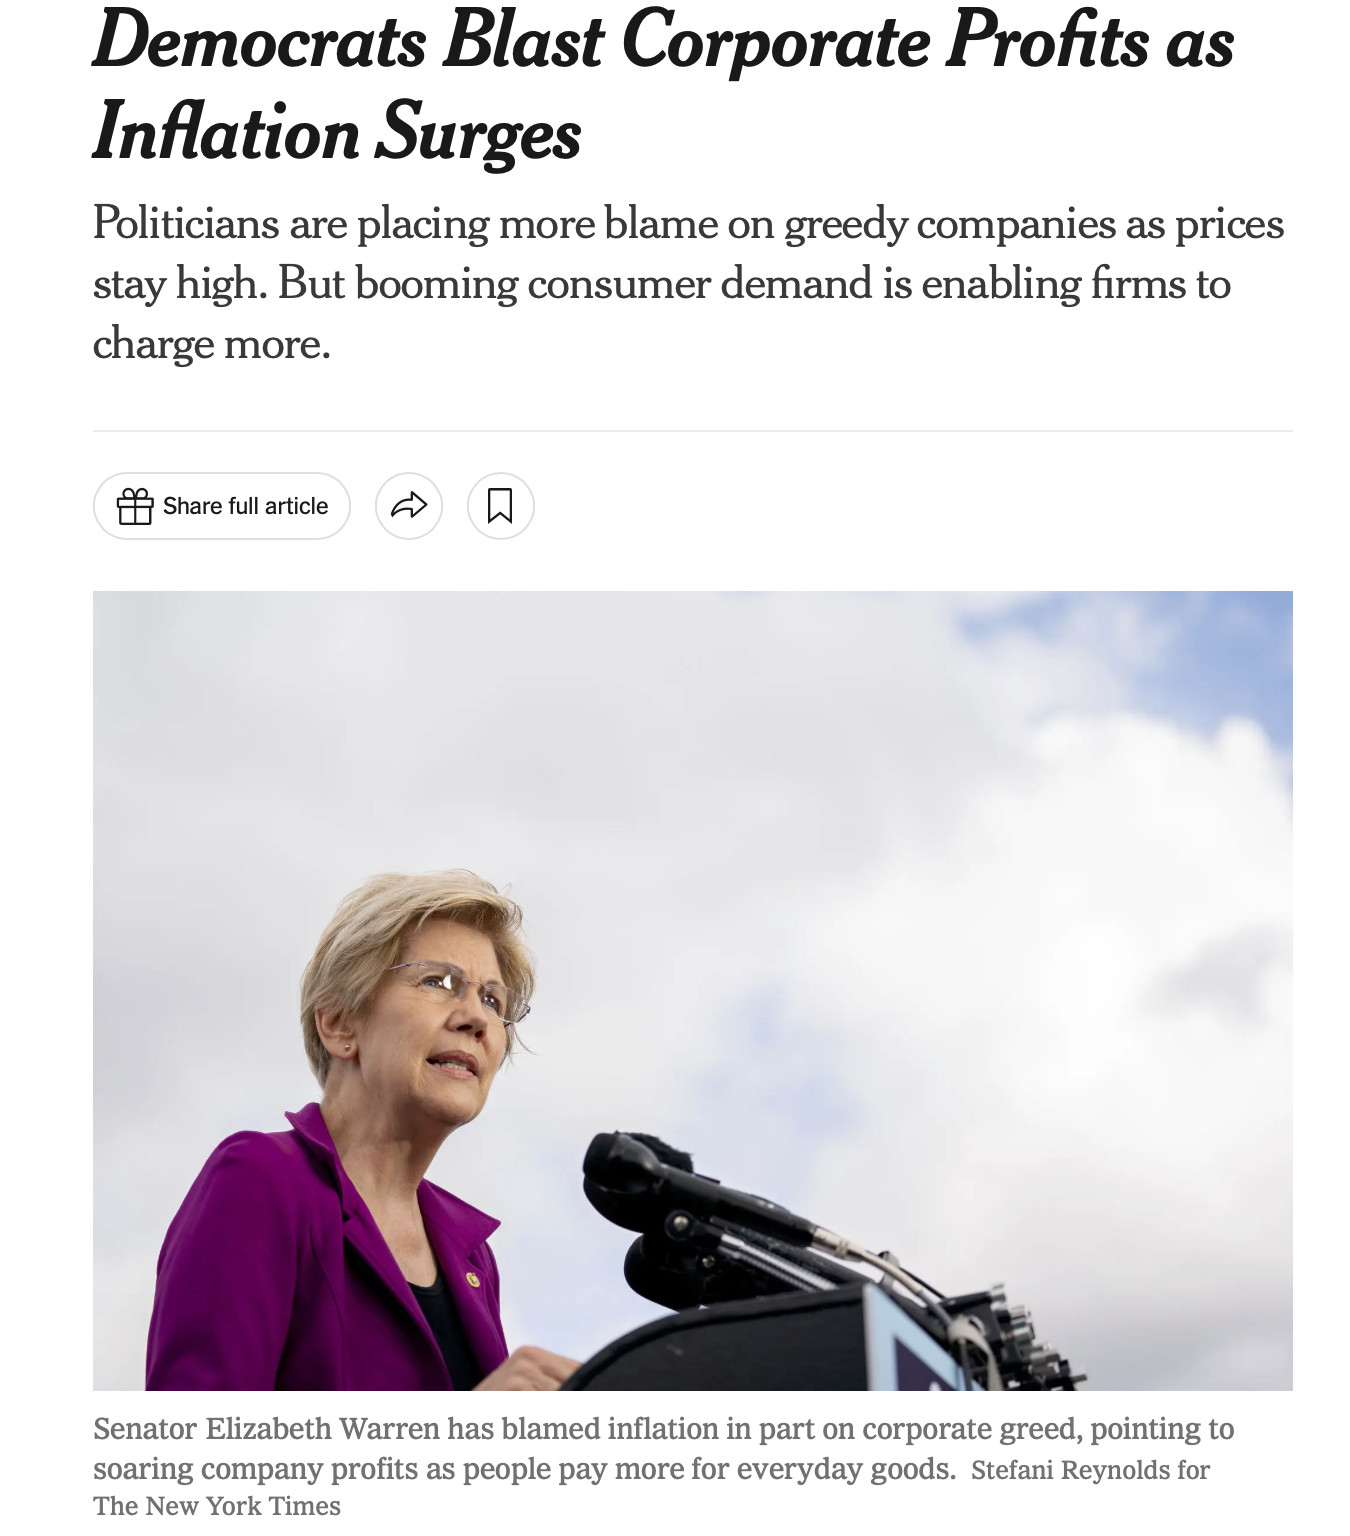 Democrats Blast Corporate Profits as
Inflation Surges
Politicians are placing more blame on greedy companies as prices
stay high. But booming consumer demand is enabling firms to
charge more.
Share full article
Senator Elizabeth Warren has blamed inflation in part on corporate greed, pointing to
soaring company profits as people pay more for everyday goods. Stefani Reynolds for
The New York Times